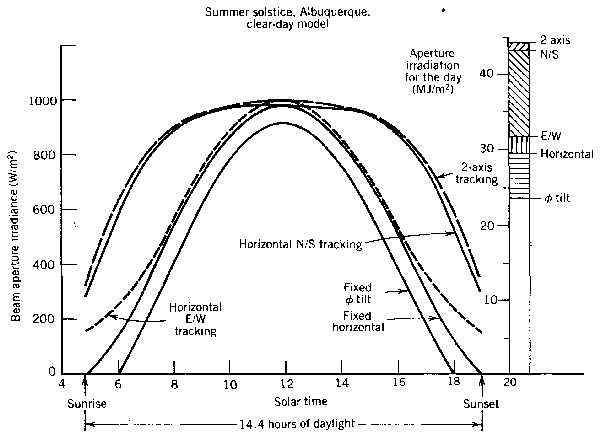 Summer solstice, Albuquerque.
clear-day model
Aperture
irradiation
for the day
(MJ/m²)
2 axis
N/S
E/W
Horizontal
ϕ tilt
40
30
20
10
1000
800
600
400
200
0
Beam aperture irradiance (W/m²)
2-axis
tracking
Horizontal N/S tracking
Fixed
ϕ tilt
Fixed
horizontal
Horizontal
E/W
tracking
4 6 8 10 12 14 16 18 20
Sunrise
Solar time
Sunset
14.4 hours of daylight